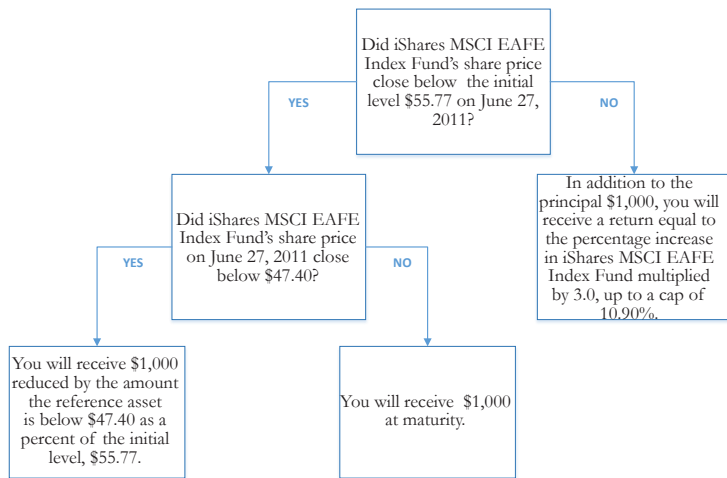 Did iShares MSCI EAFE
Index Fund's share price
close below the initial
level $55.77 on June 27,
2011?
YES
NO
Did iShares MSCI EAFE
Index Fund's share price
on June 27, 2011 close
below $47.40?
In addition to the
principal $1,000, you will
receive a return equal to
the percentage increase
in iShares MSCI EAFE
Index Fund multiplied
by 3.0, up to a cap of
10.90%.
YES
NO
You will receive $1,000
reduced by the amount
the reference asset
is below $47.40 as a
percent of the initial
level, $55.77.
You will receive $1,000
at maturity.